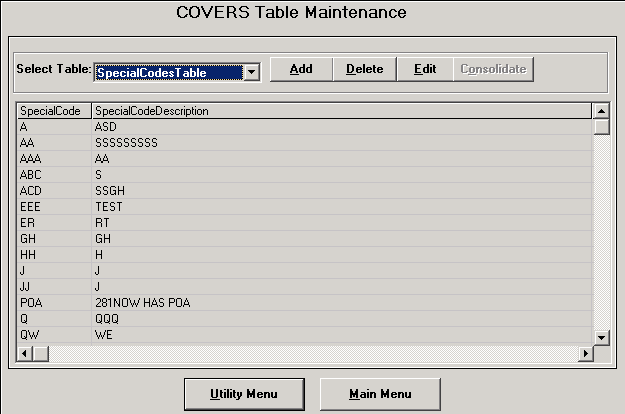 COVERS Table Maintenance
Select Table: SpecialCodesTable Add Delete Edit Consolidate
SpecialCode SpecialCodeDescription
A ASD
AA SSSSSSSSS
AAA AA
ABC S
ACD SSGH
EEE TEST
ER RT
GH GH
HH H
J J
JJ J
POA 281NOW HAS POA
Q QQQ
QW WE
Utility Menu Main Menu